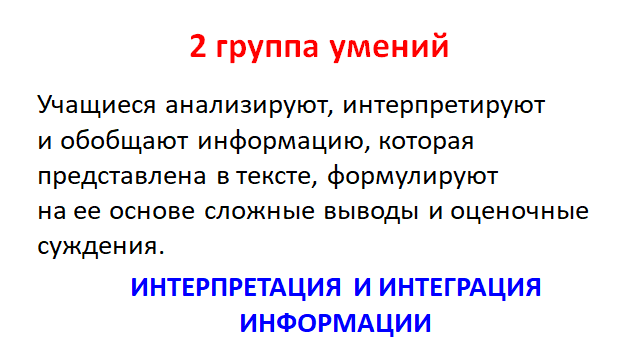 2 группа умений
Учащиеся анализируют, интерпретируют
и обобщают информацию, которая
представлена в тексте, формулируют
на ее основе сложные выводы и оценочные
суждения.
ИНТЕРПРЕТАЦИЯ И ИНТЕГРАЦИЯ
ИНФОРМАЦИИ